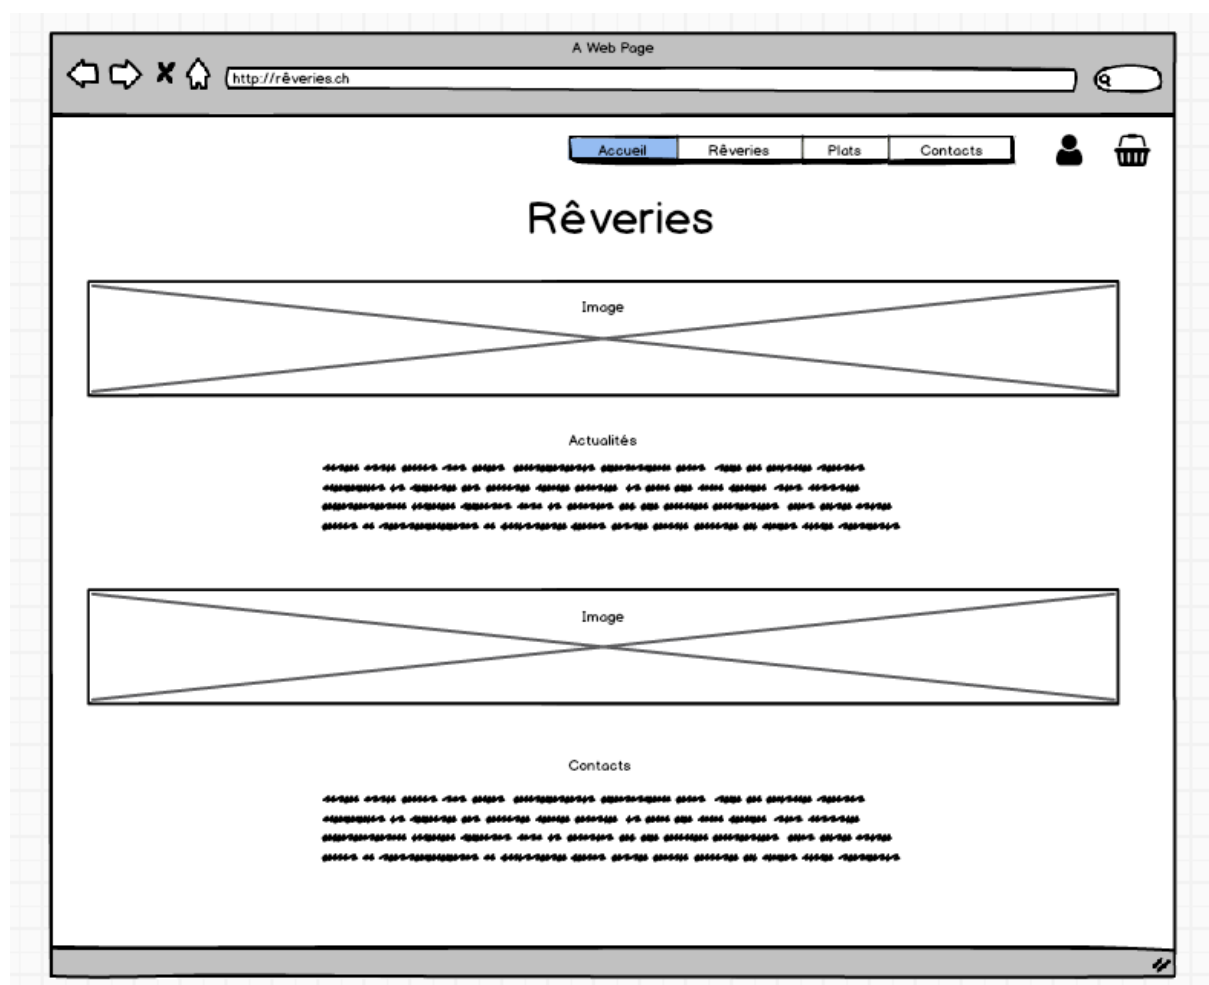 A Web Page
http://rêveries.ch
Accueil Rêveries Plats Contacts
Rêveries
Image
Actualités
Image
Contacts